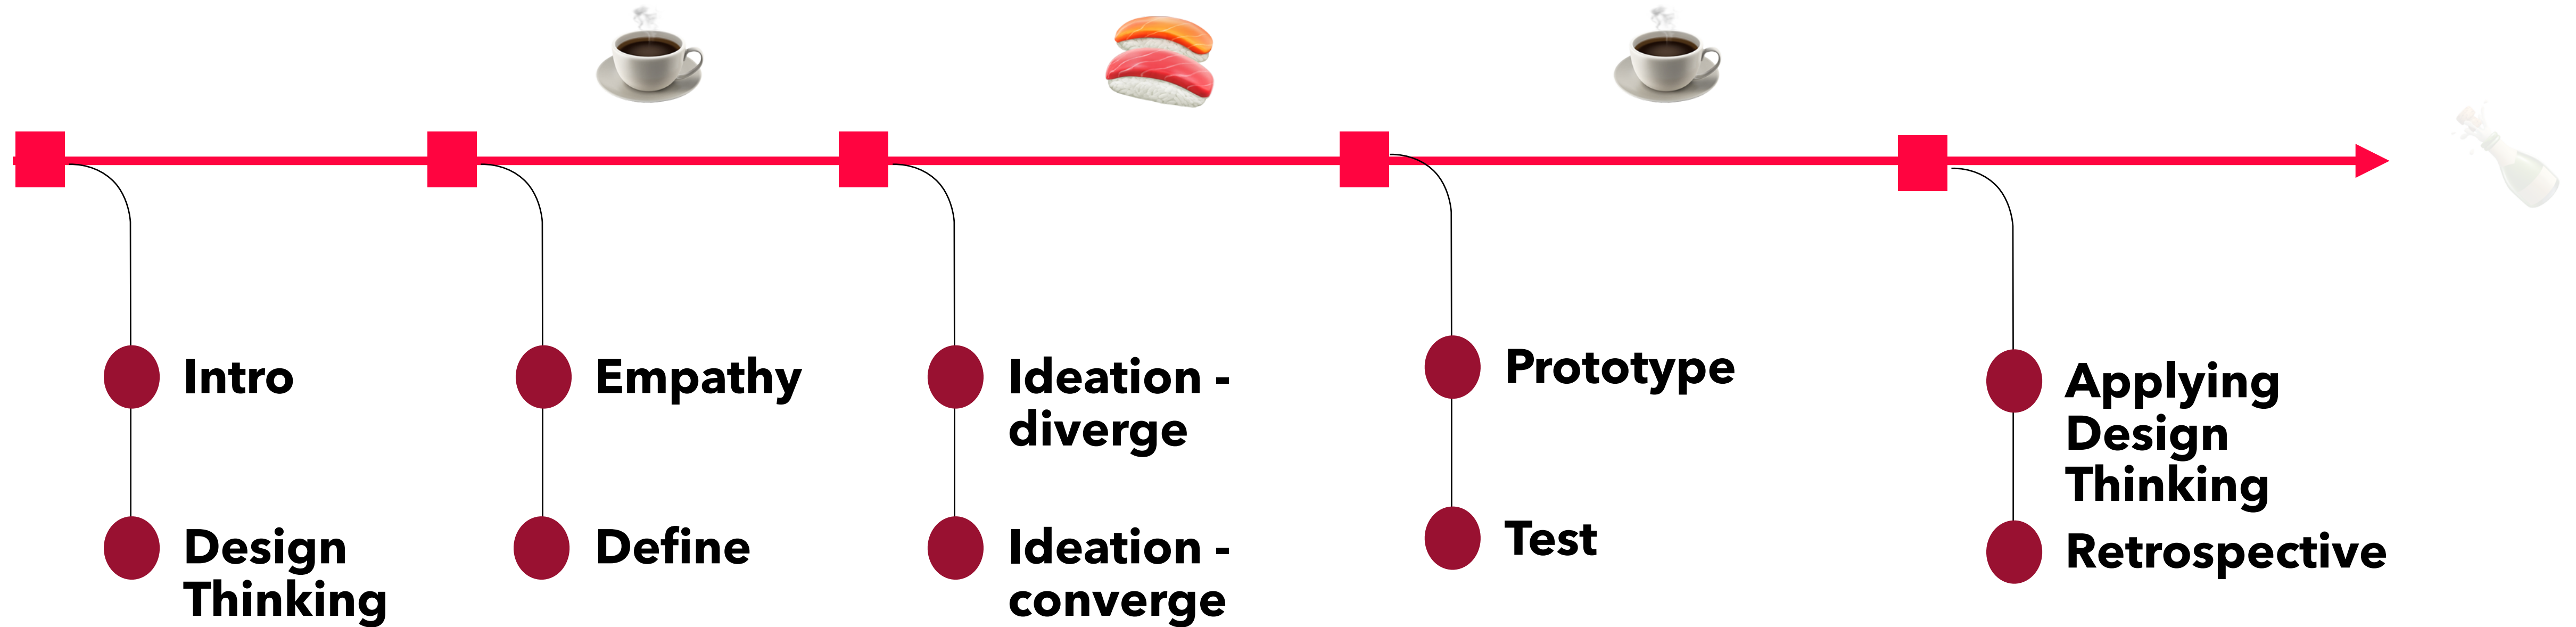 Intro
Design
Thinking
Empathy
Define
Ideation -
diverge
Ideation -
converge
Prototype
Test
Applying
Design
Thinking
Retrospective